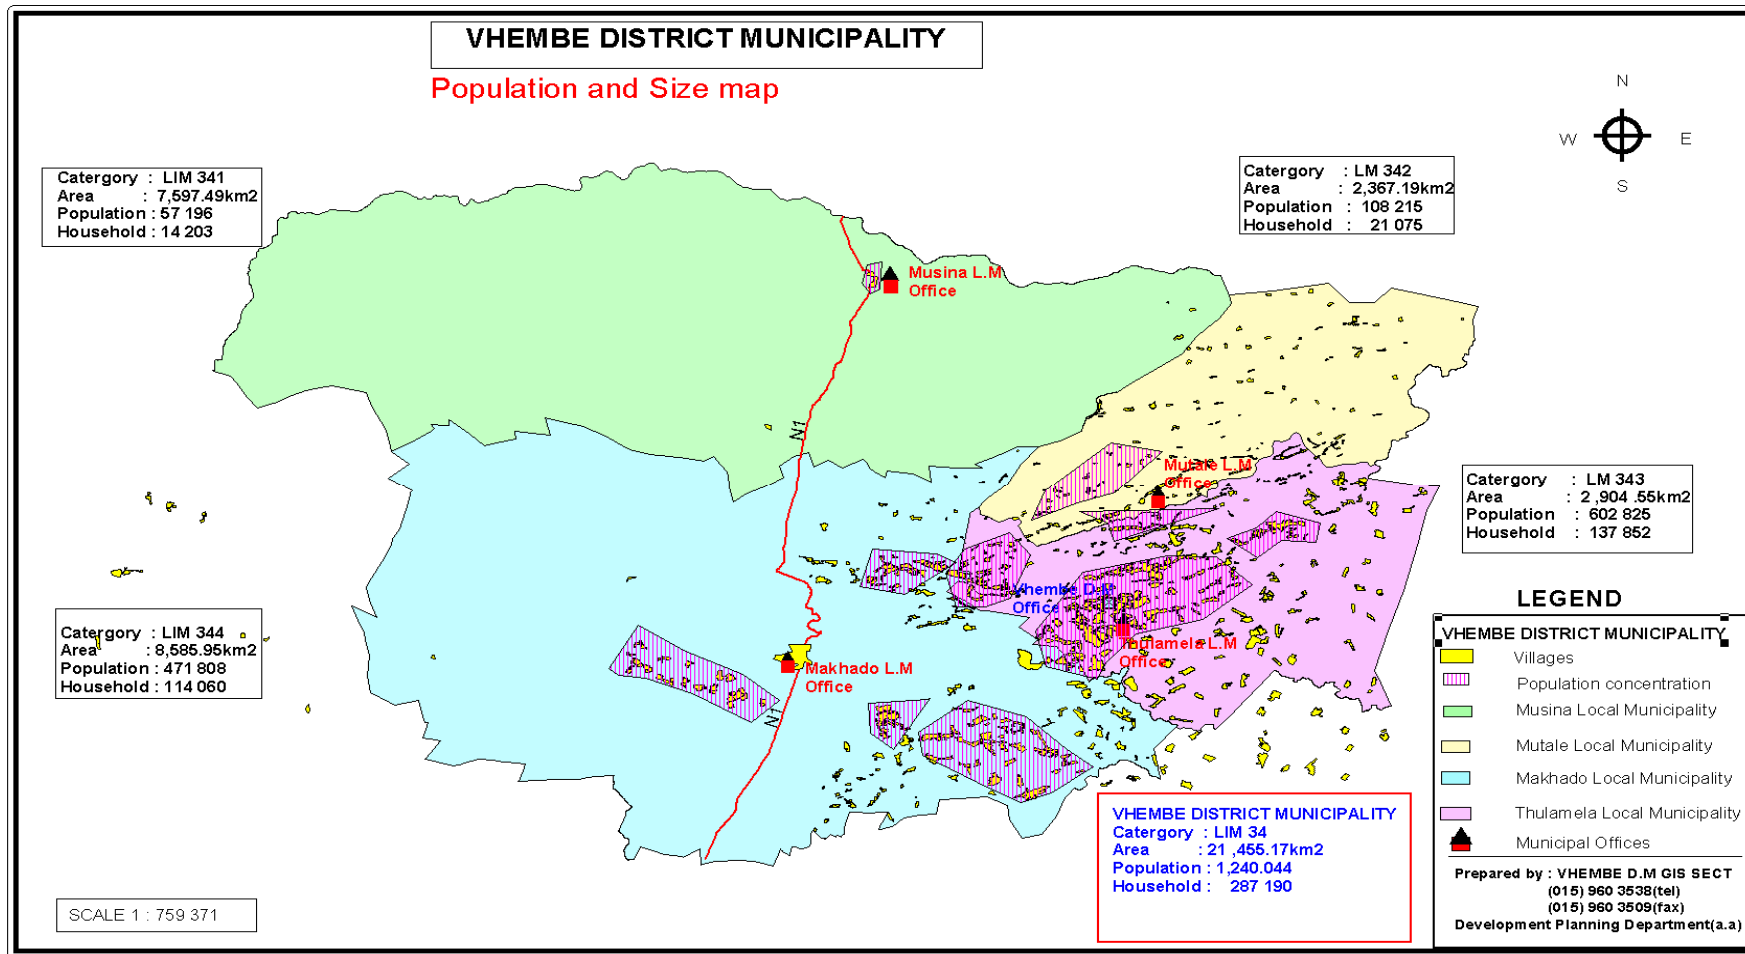 VHEMBE DISTRICT MUNICIPALITY
Population and Size map
N
W E
S
Catergory : LIM 341
Area : 7,597.49km2
Population : 57 196
Household : 14 203
Catergory : LM 342
Area : 2,367.19km2
Population : 108 215
Household : 21 075
Musina L.M
Office
N1
Mutale L.M
Office
Catergory : LM 343
Area : 2 ,904 .55km2
Population : 602 825
Household : 137 852
Vhembe D.M
Office
Thulamela L.M
Office
Catergory : LIM 344
Area : 8,585.95km2
Population : 471 808
Household : 114 060
Makhado L.M
Office
N1
LEGEND
VHEMBE DISTRICT MUNICIPALITY
Villages
Population concentration
Musina Local Municipality
Mutale Local Municipality
Makhado Local Municipality
Thulamela Local Municipality
Municipal Offices
VHEMBE DISTRICT MUNICIPALITY
Catergory : LIM 34
Area : 21 ,455.17km2
Population : 1,240.044
Household : 287 190
Prepared by : VHEMBE D.M GIS SECT
(015) 960 3538(tel)
(015) 960 3509(fax)
Development Planning Department(a.a)
SCALE 1 : 759 371